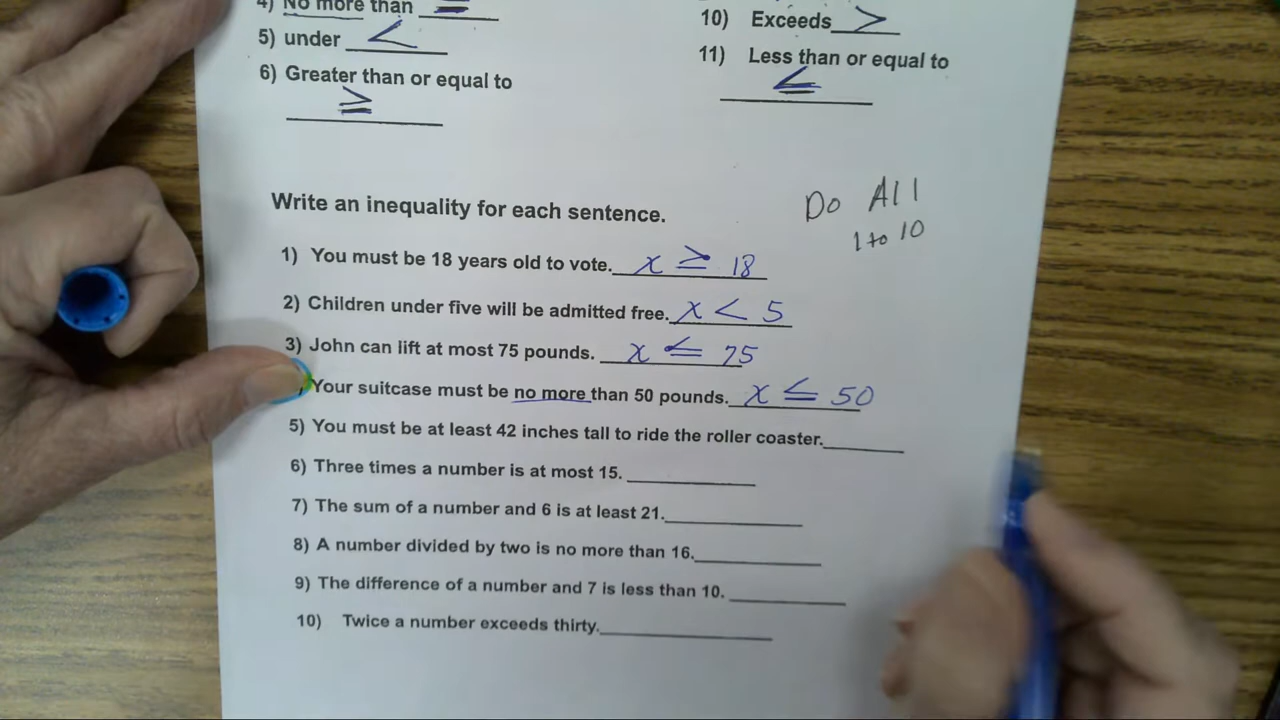 4) No more than ≤
5) under <
6) Greater than or equal to
≥
10) Exceeds >
11) Less than or equal to
≤
Do All
1 to 10
Write an inequality for each sentence.
1) You must be 18 years old to vote. x ≥ 18
2) Children under five will be admitted free. x < 5
3) John can lift at most 75 pounds. x ≤ 75
Your suitcase must be no more than 50 pounds. x ≤ 50
5) You must be at least 42 inches tall to ride the roller coaster.
6) Three times a number is at most 15.
7) The sum of a number and 6 is at least 21.
8) A number divided by two is no more than 16.
9) The difference of a number and 7 is less than 10.
10) Twice a number exceeds thirty.